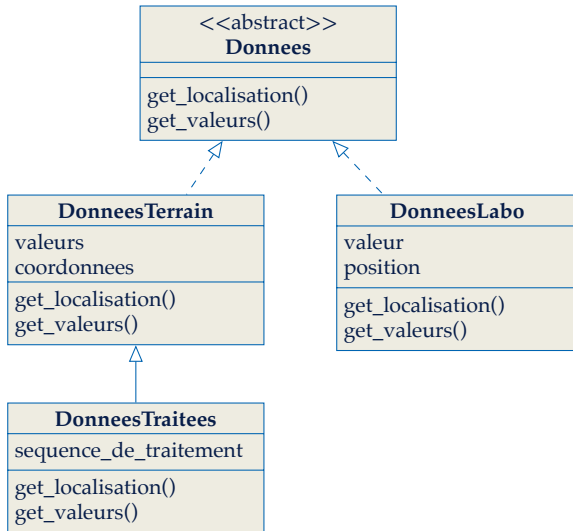 <<abstract>>
Donnees
get_localisation()
get_valeurs()
DonneesTerrain
valeurs
coordonnees
get_localisation()
get_valeurs()
DonneesLabo
valeur
position
get_localisation()
get_valeurs()
DonneesTraitees
sequence_de_traitement
get_localisation()
get_valeurs()